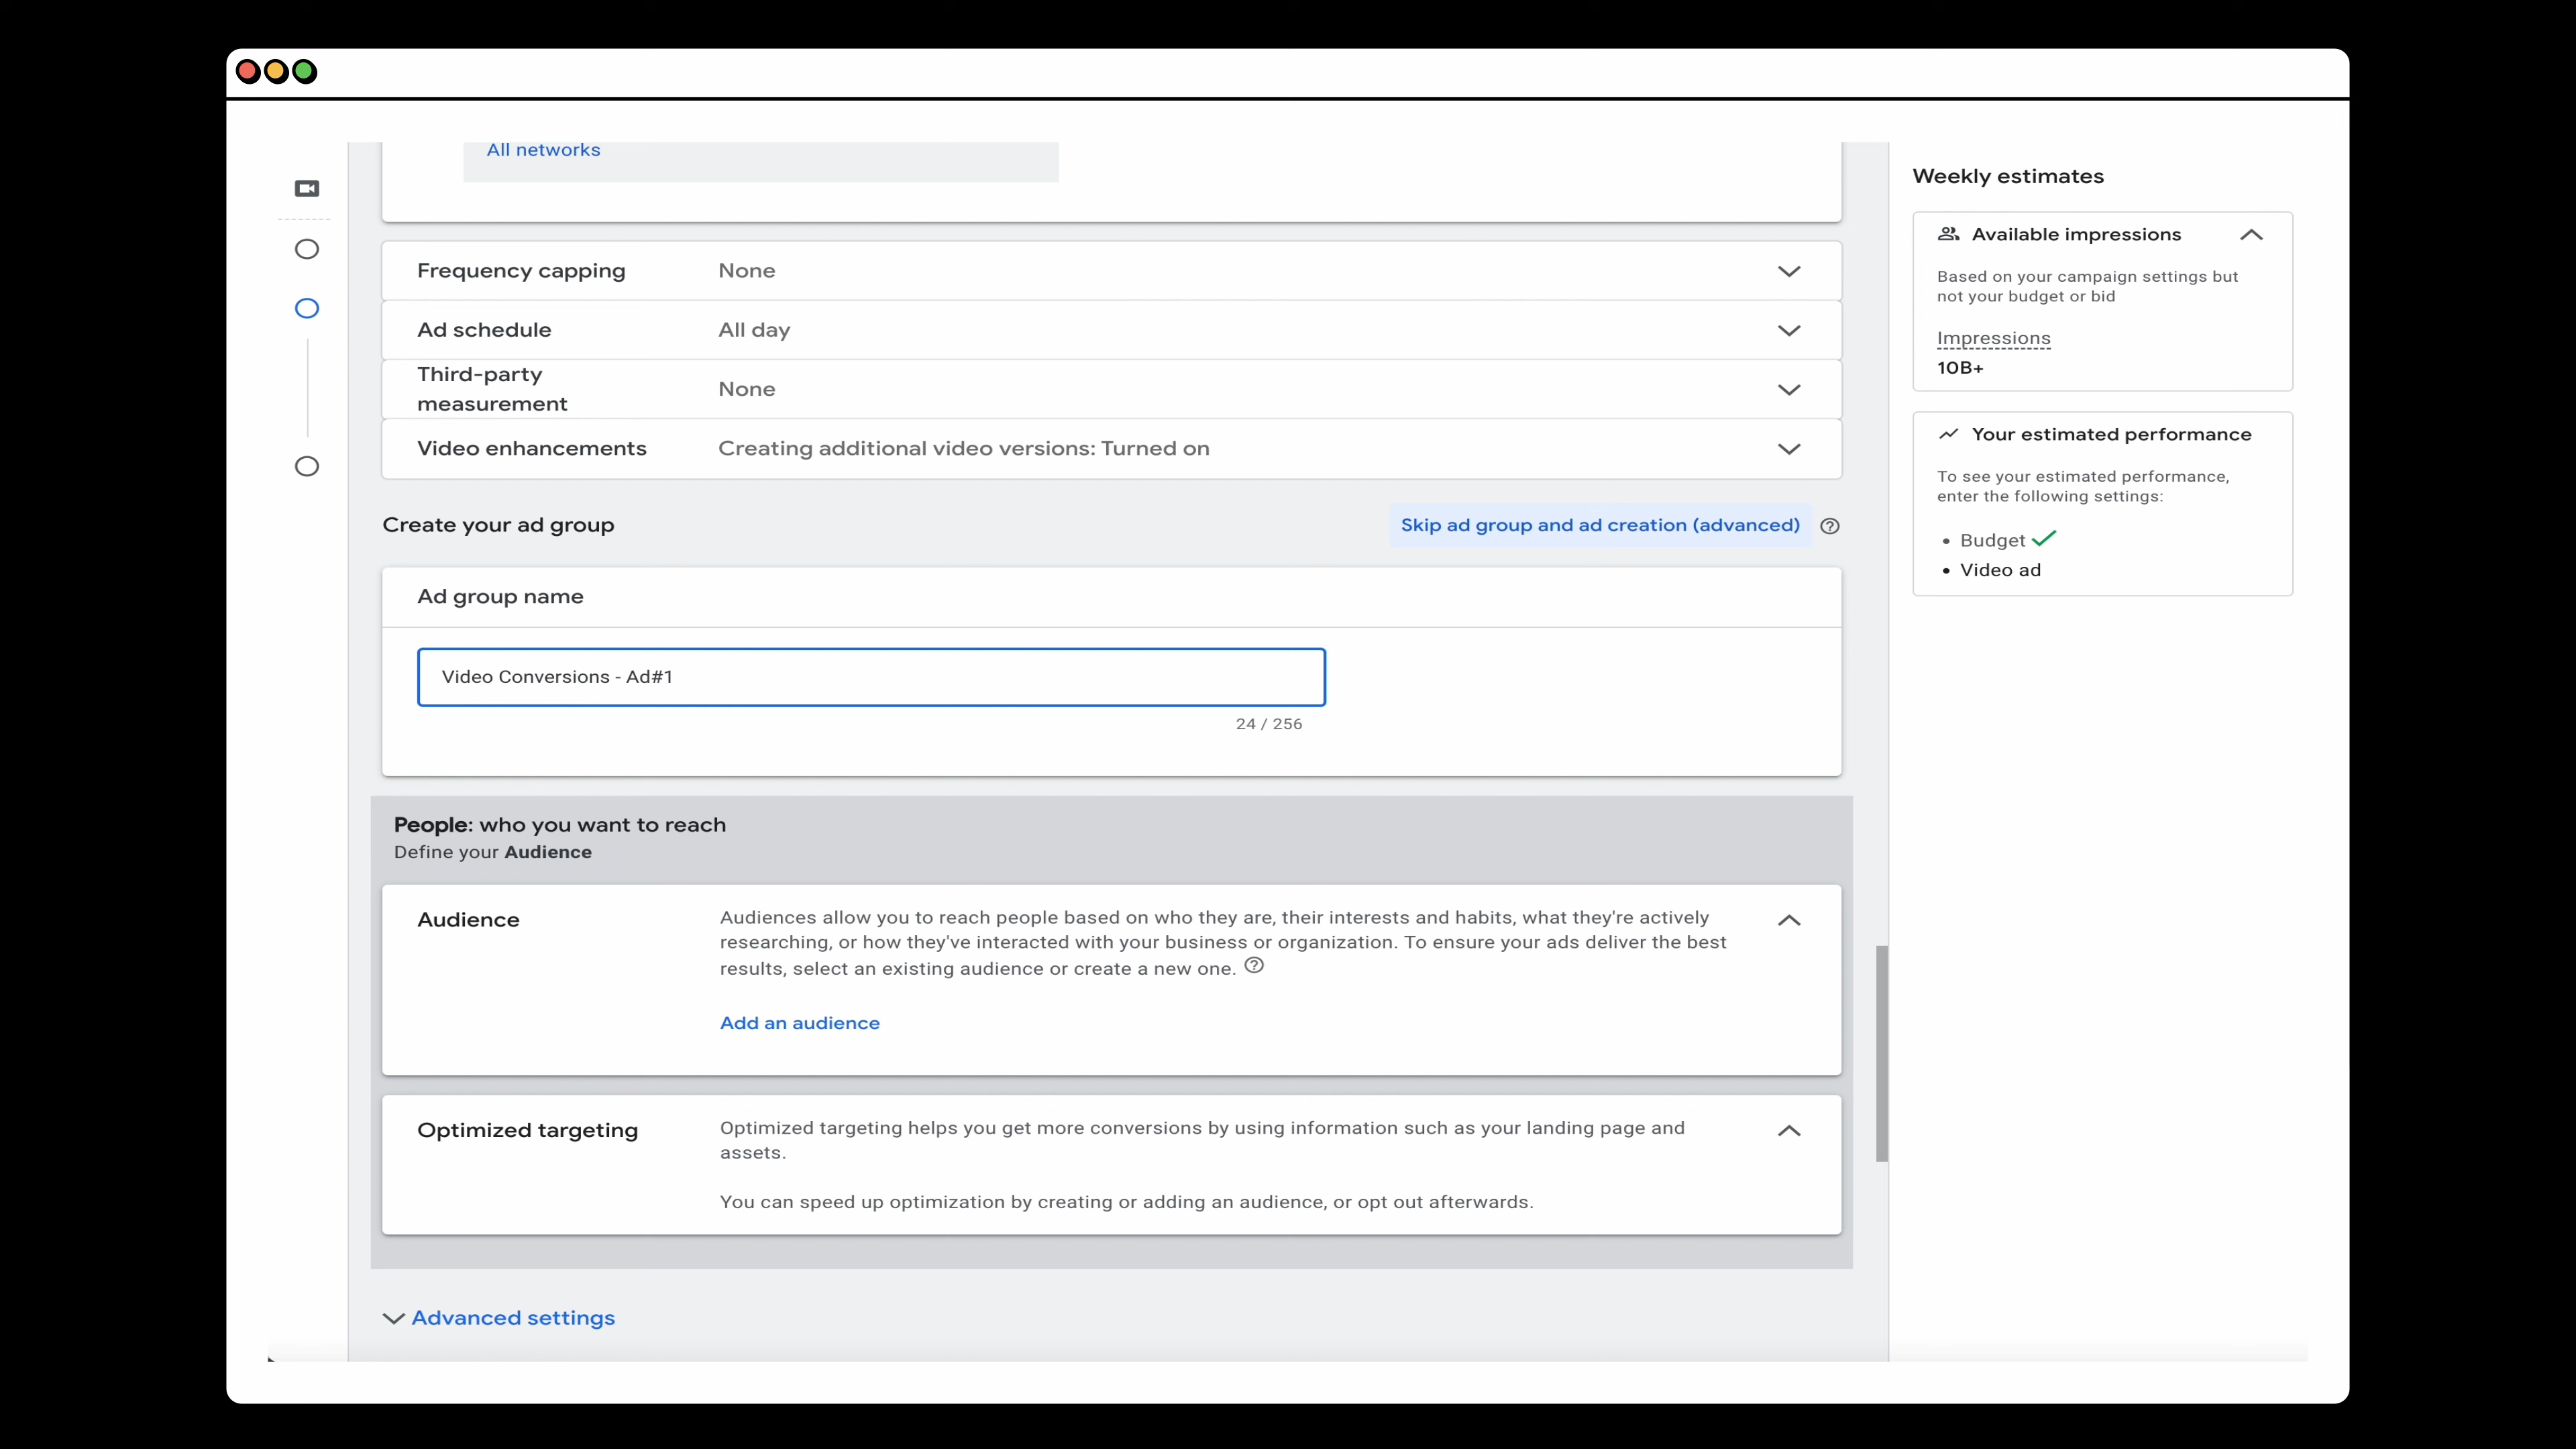 All networks
Frequency capping
None
Ad schedule
All day
Third-party
measurement
None
Video enhancements
Creating additional video versions: Turned on
Create your ad group
Skip ad group and ad creation (advanced)
Ad group name
Video Conversions - Ad#1
24 / 256
People: who you want to reach
Define your Audience
Audience
Audiences allow you to reach people based on who they are, their interests and habits, what they're actively
researching, or how they've interacted with your business or organization. To ensure your ads deliver the best
results, select an existing audience or create a new one.
Add an audience
Optimized targeting
Optimized targeting helps you get more conversions by using information such as your landing page and
assets.
You can speed up optimization by creating or adding an audience, or opt out afterwards.
Advanced settings
Weekly estimates
Available impressions
Based on your campaign settings but
not your budget or bid
Impressions
10B+
Your estimated performance
To see your estimated performance,
enter the following settings:
• Budget
• Video ad